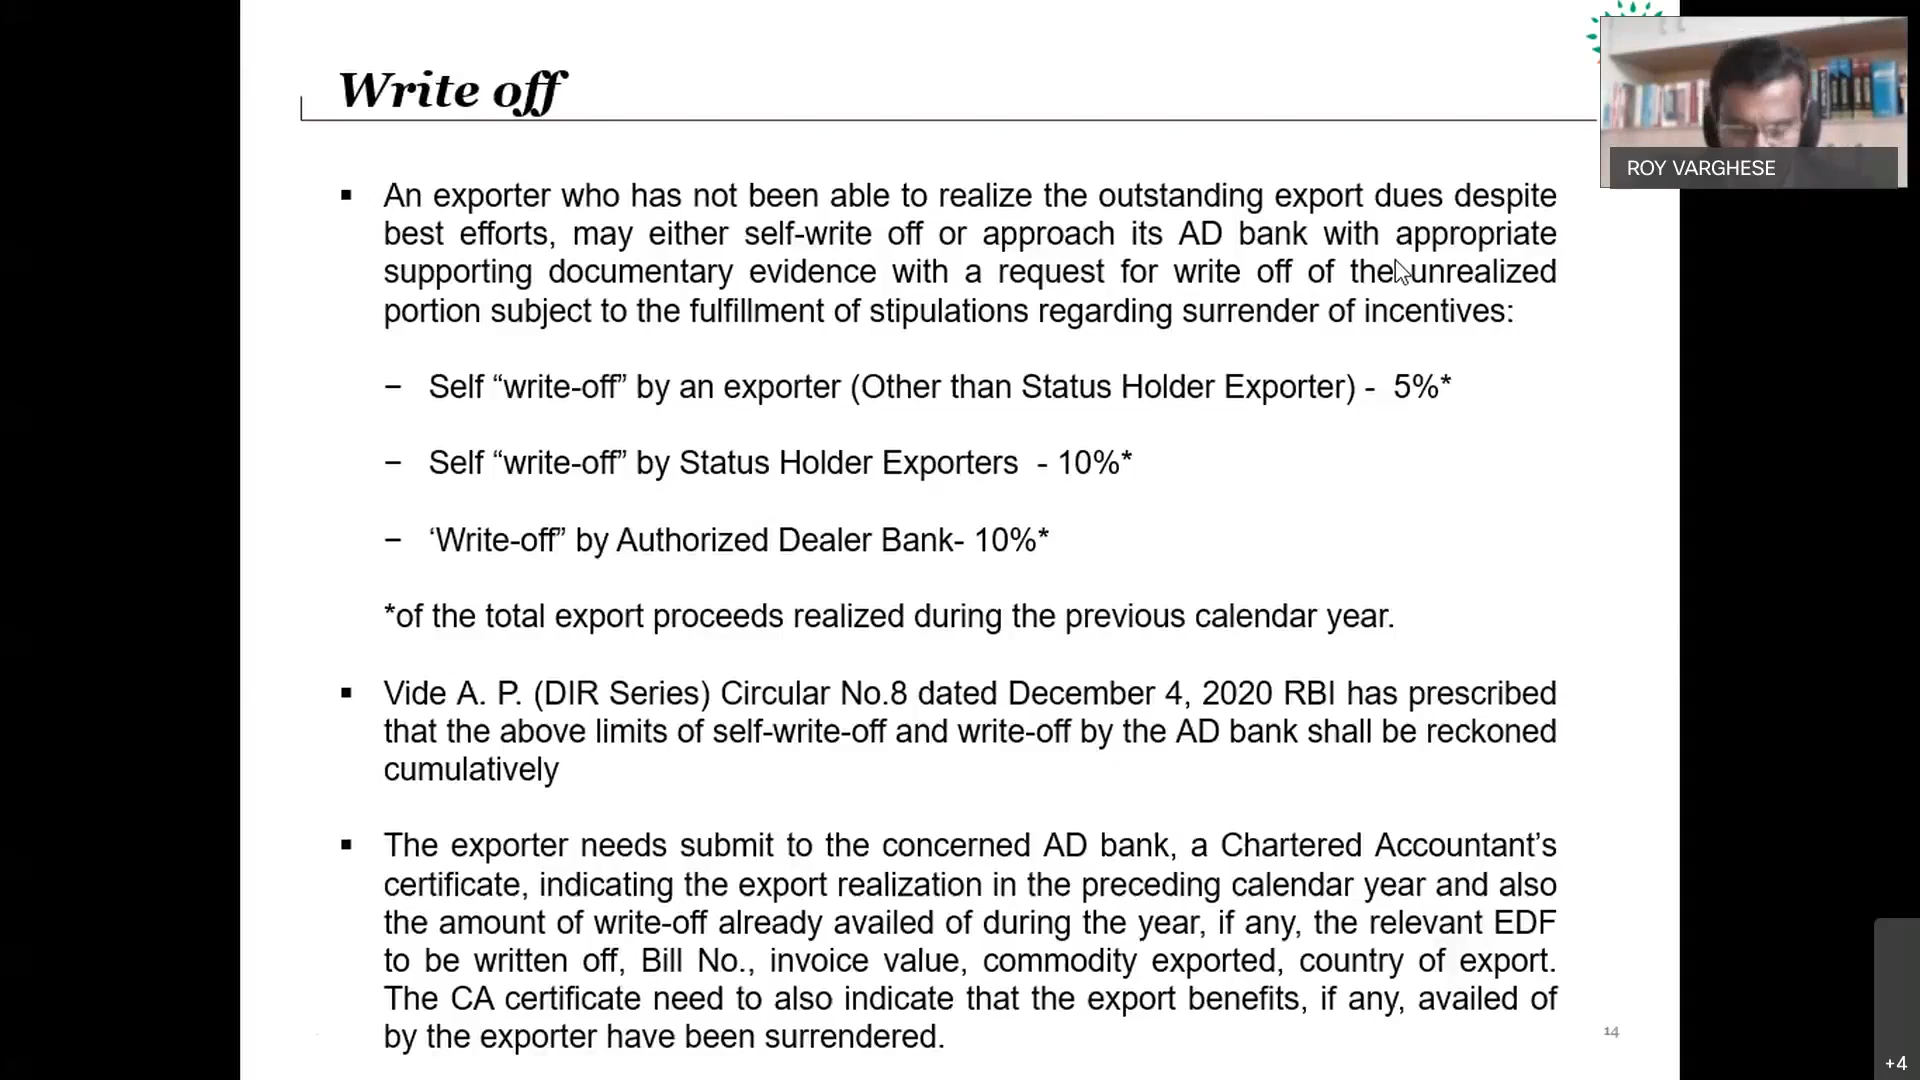 Write off
ROY VARGHESE
▪ An exporter who has not been able to realize the outstanding export dues despite
best efforts, may either self-write off or approach its AD bank with appropriate
supporting documentary evidence with a request for write off of the unrealized
portion subject to the fulfillment of stipulations regarding surrender of incentives:
− Self “write-off” by an exporter (Other than Status Holder Exporter) - 5%*
− Self “write-off” by Status Holder Exporters - 10%*
− ‘Write-off” by Authorized Dealer Bank- 10%*
*of the total export proceeds realized during the previous calendar year.
▪ Vide A. P. (DIR Series) Circular No.8 dated December 4, 2020 RBI has prescribed
that the above limits of self-write-off and write-off by the AD bank shall be reckoned
cumulatively
▪ The exporter needs submit to the concerned AD bank, a Chartered Accountant’s
certificate, indicating the export realization in the preceding calendar year and also
the amount of write-off already availed of during the year, if any, the relevant EDF
to be written off, Bill No., invoice value, commodity exported, country of export.
The CA certificate need to also indicate that the export benefits, if any, availed of
by the exporter have been surrendered.
14
+4